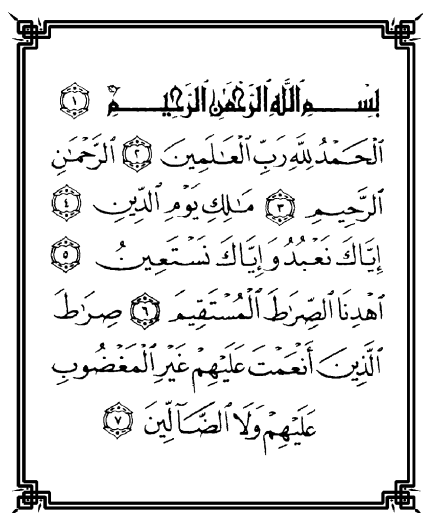 بِسْمِ ٱللَّهِ ٱلرَّحْمَٰنِ ٱلرَّحِيمِ ١
ٱلْحَمْدُ لِلَّهِ رَبِّ ٱلْعَٰلَمِينَ ٢ ٱلرَّحْمَٰنِ
ٱلرَّحِيمِ ٣ مَٰلِكِ يَوْمِ ٱلدِّينِ ٤
إِيَّاكَ نَعْبُدُ وَإِيَّاكَ نَسْتَعِينُ ٥
ٱهْدِنَا ٱلصِّرَٰطَ ٱلْمُسْتَقِيمَ ٦ صِرَٰطَ
ٱلَّذِينَ أَنْعَمْتَ عَلَيْهِمْ غَيْرِ ٱلْمَغْضُوبِ
عَلَيْهِمْ وَلَا ٱلضَّآلِّينَ ٧